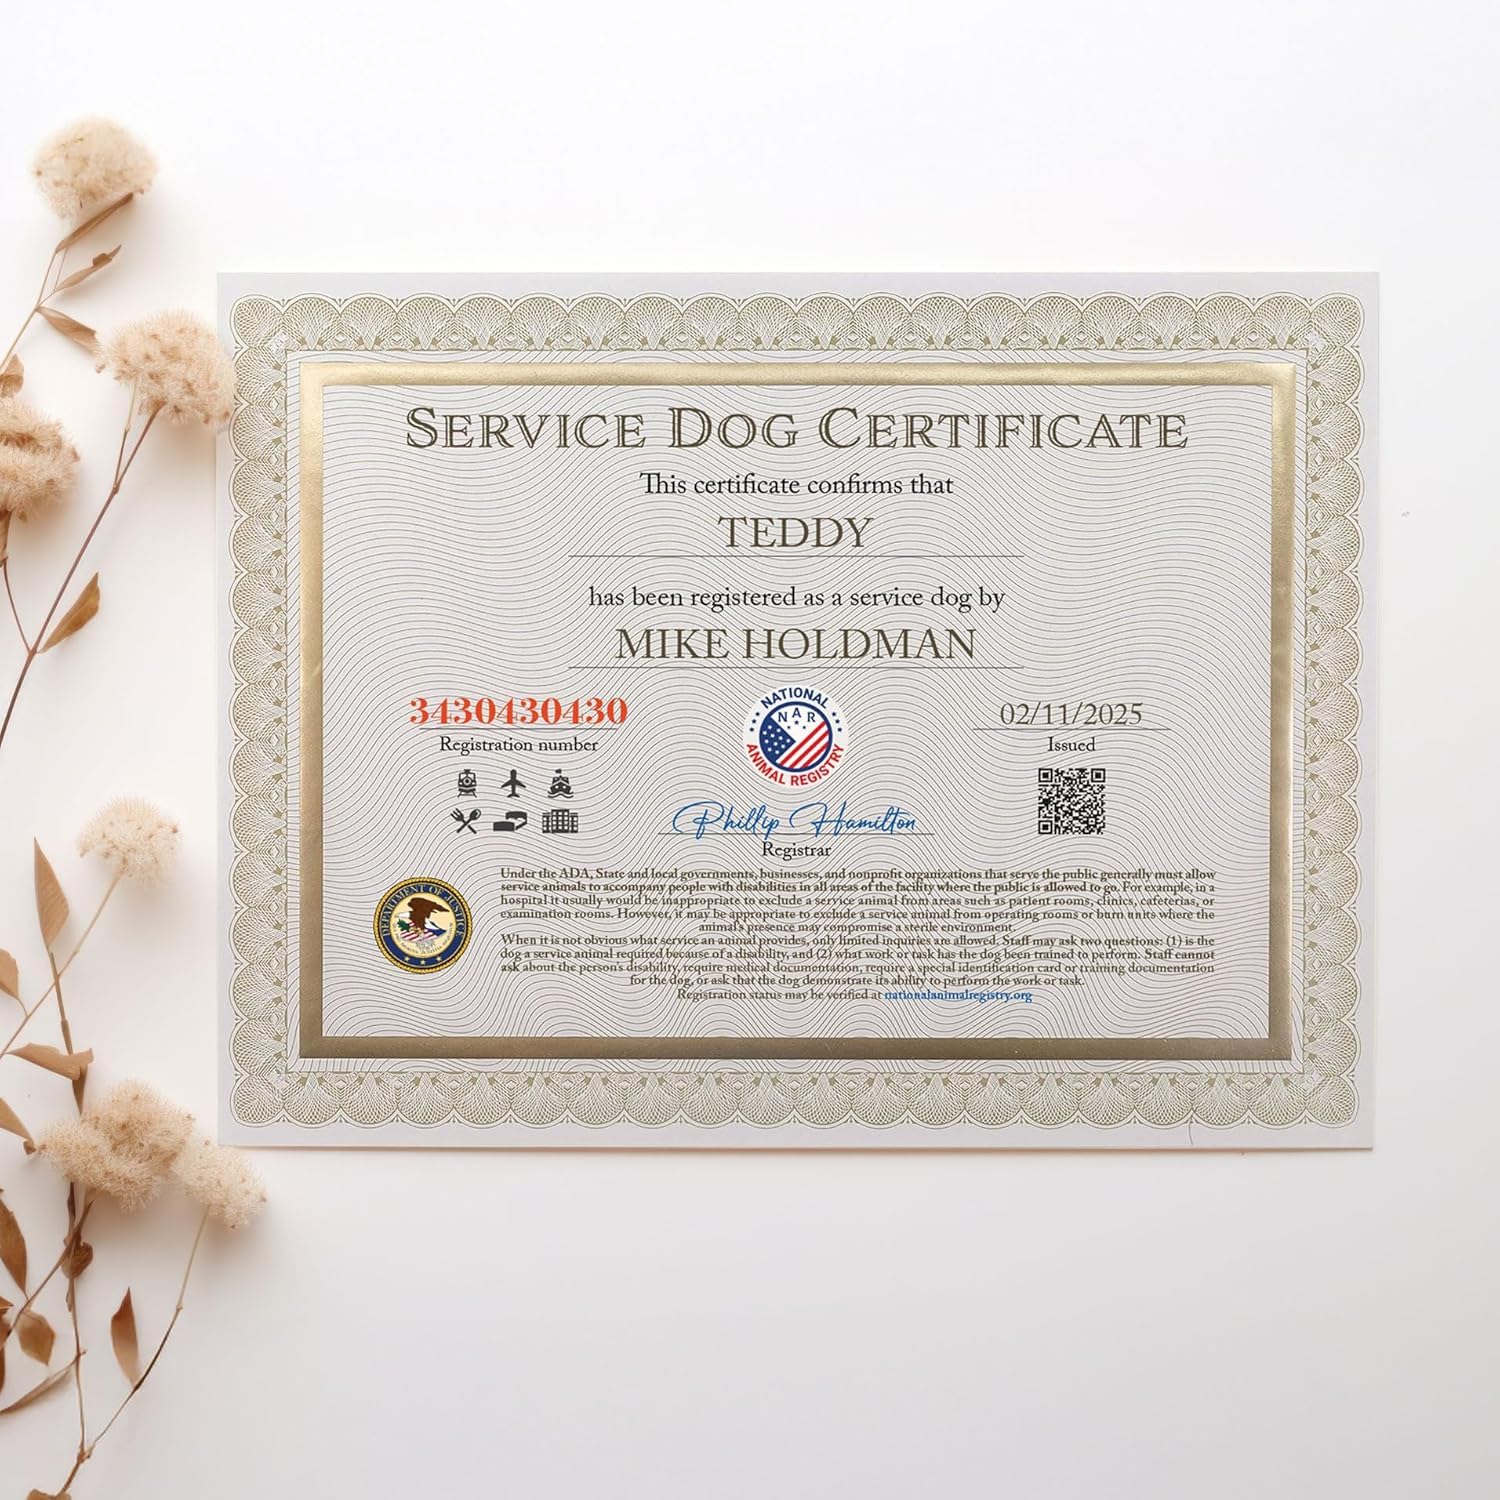 SERVICE DOG CERTIFICATE
This certificate confirms that
TEDDY
has been registered as a service dog by
MIKE HOLDMAN
3430430430
Registration number
NATIONAL
NAR
ANIMAL REGISTRY
02/11/2025
Issued
Phillip Hamilton
Registrar
DEPARTMENT OF JUSTICE
Under the ADA, State and local governments, businesses, and nonprofit organizations that serve the public generally must allow
service animals to accompany people with disabilities in all areas of the facility where the public is allowed to go. For example, in a
hospital it usually would be inappropriate to exclude a service animal from areas such as patient rooms, clinics, cafeterias, or
examination rooms. However, it may be appropriate to exclude a service animal from operating rooms or burn units where the
animal's presence may compromise a sterile environment.
When it is not obvious what service an animal provides, only limited inquiries are allowed. Staff may ask two questions: (1) is the
dog a service animal required because of a disability, and (2) what work or task has the dog been trained to perform. Staff cannot
ask about the person's disability, require medical documentation, require a special identification card or training documentation
for the dog, or ask that the dog demonstrate its ability to perform the work or task.
Registration status may be verified at nationalanimalregistry.org